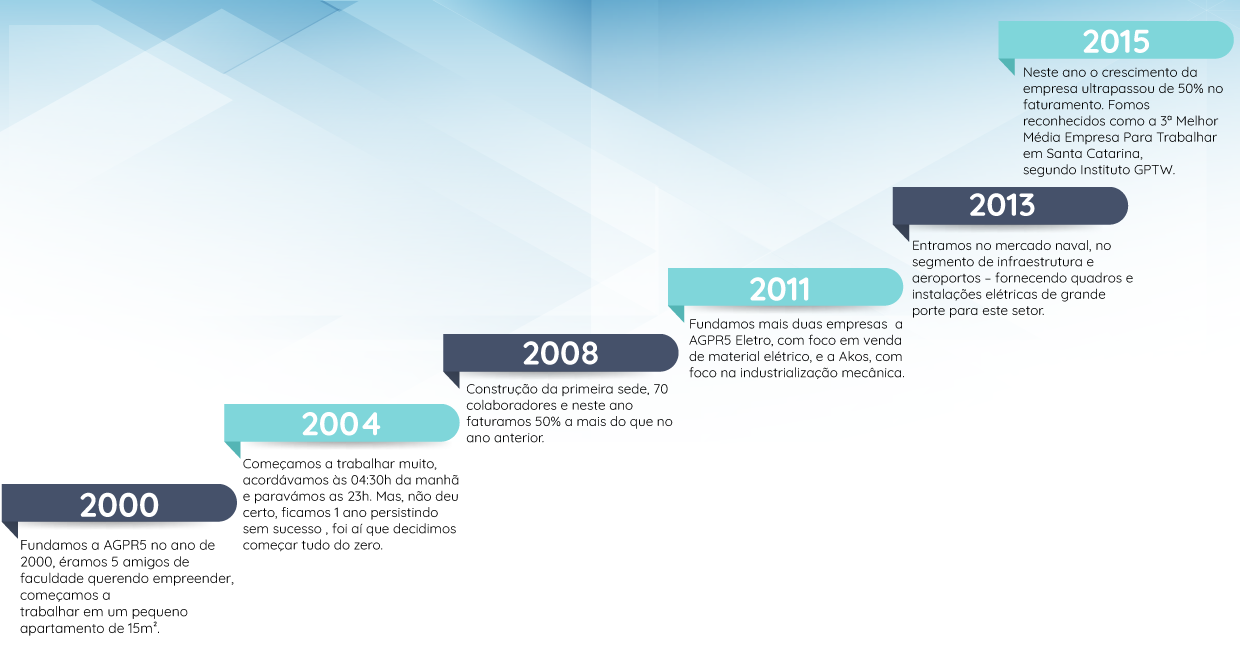 2000
Fundamos a AGPR5 no ano de
2000, éramos 5 amigos de
faculdade querendo empreender,
começamos a
trabalhar em um pequeno
apartamento de 15m².
2004
Começamos a trabalhar muito,
acordávamos às 04:30h da manhã
e paravámos as 23h. Mas, não deu
certo, ficamos 1 ano persistindo
sem sucesso , foi aí que decidimos
começar tudo do zero.
2008
Construção da primeira sede, 70
colaboradores e neste ano
faturamos 50% a mais do que no
ano anterior.
2011
Fundamos mais duas empresas  a
AGPR5 Eletro, com foco em venda
de material elétrico, e a Akos, com
foco na industrialização mecânica.
2013
Entramos no mercado naval, no
segmento de infraestrutura e
aeroportos – fornecendo quadros e
instalações elétricas de grande
porte para este setor.
2015
Neste ano o crescimento da
empresa ultrapassou de 50% no
faturamento. Fomos
reconhecidos como a 3ª Melhor
Média Empresa Para Trabalhar
em Santa Catarina,
segundo Instituto GPTW.